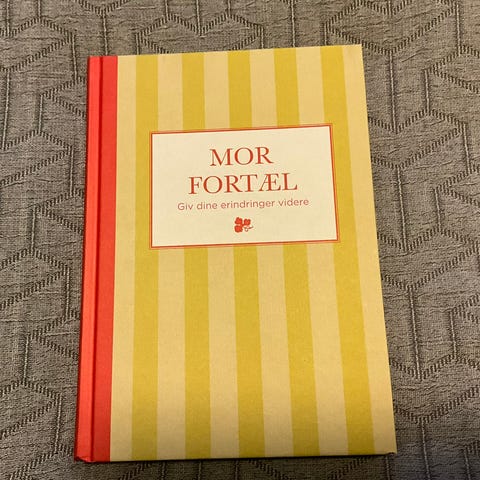 MOR
FORTÆL
Giv dine erindringer videre